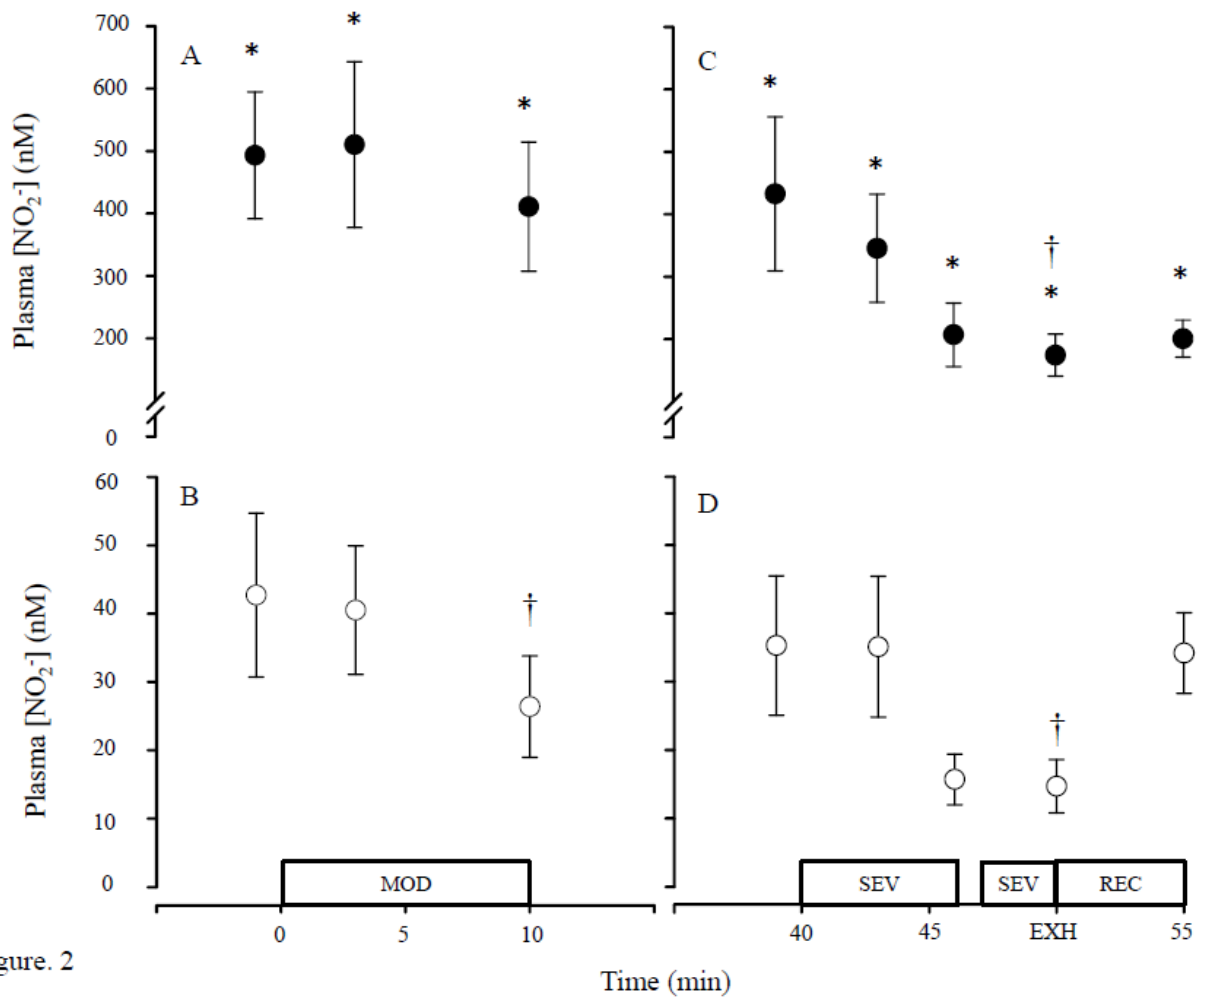 700
600
500
400
300
200
0
Plasma [NO₂⁻] (nM)
A
*
*
*
C
*
*
*
†
*
*
60
50
40
30
20
10
0
Plasma [NO₂⁻] (nM)
B
†
D
†
MOD
SEV
SEV
REC
0
5
10
40
45
EXH
55
gure. 2
Time (min)